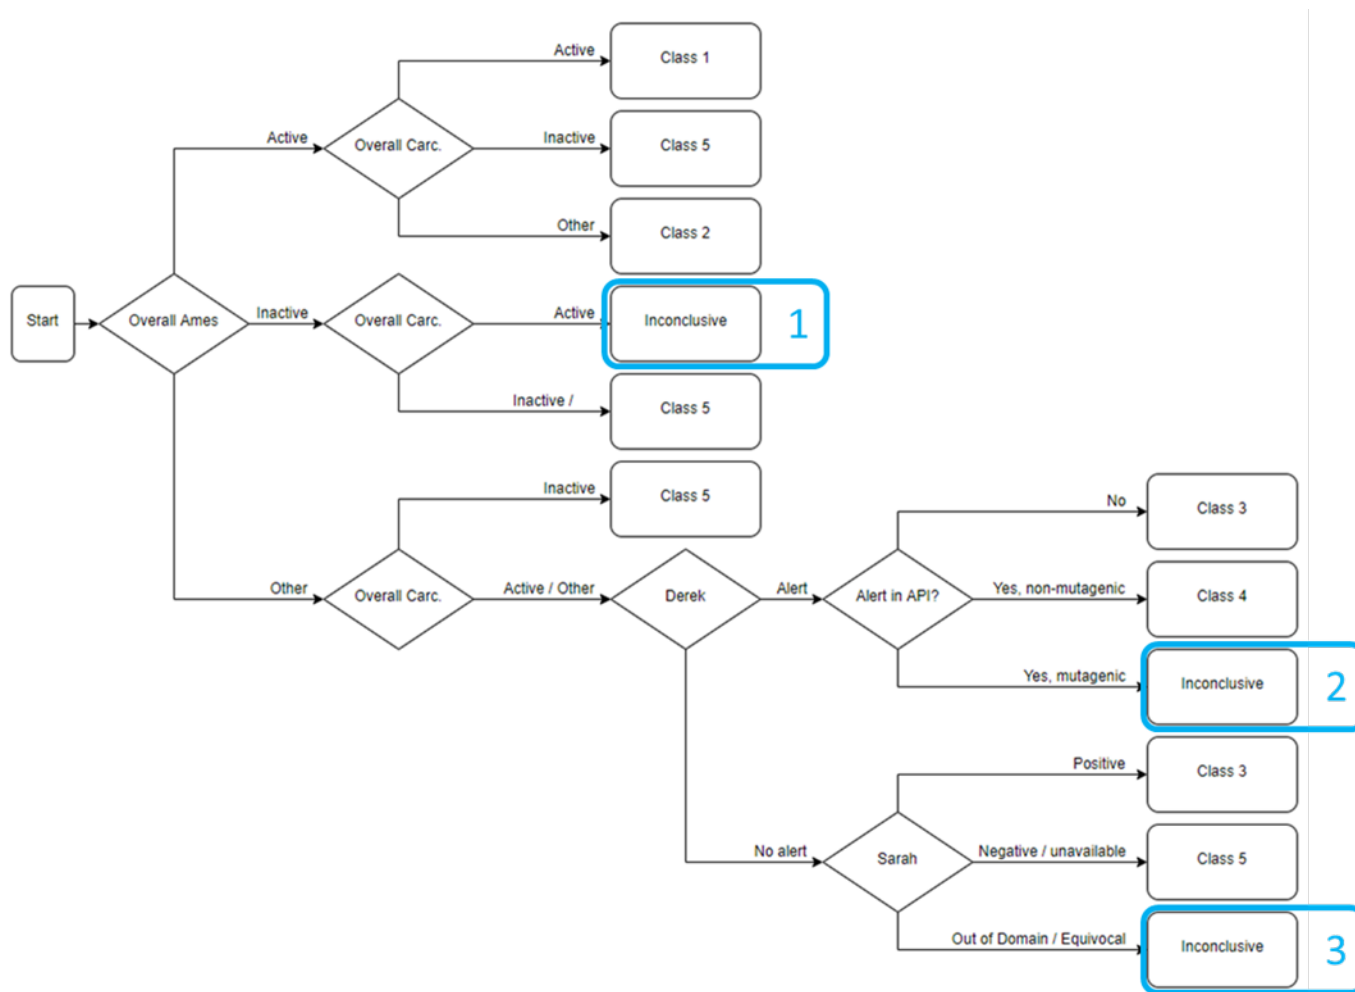 Active
Class 1
Active
Overall Carc.
Inactive
Class 5
Other
Class 2
Start
Overall Ames
Inactive
Overall Carc.
Active
Inconclusive
1
Inactive /
Class 5
Inactive
Class 5
Other
Overall Carc.
Active / Other
Derek
Alert
Alert in API?
No
Class 3
Yes, non-mutagenic
Class 4
Yes, mutagenic
Inconclusive
2
Positive
Class 3
No alert
Sarah
Negative / unavailable
Class 5
Out of Domain / Equivocal
Inconclusive
3